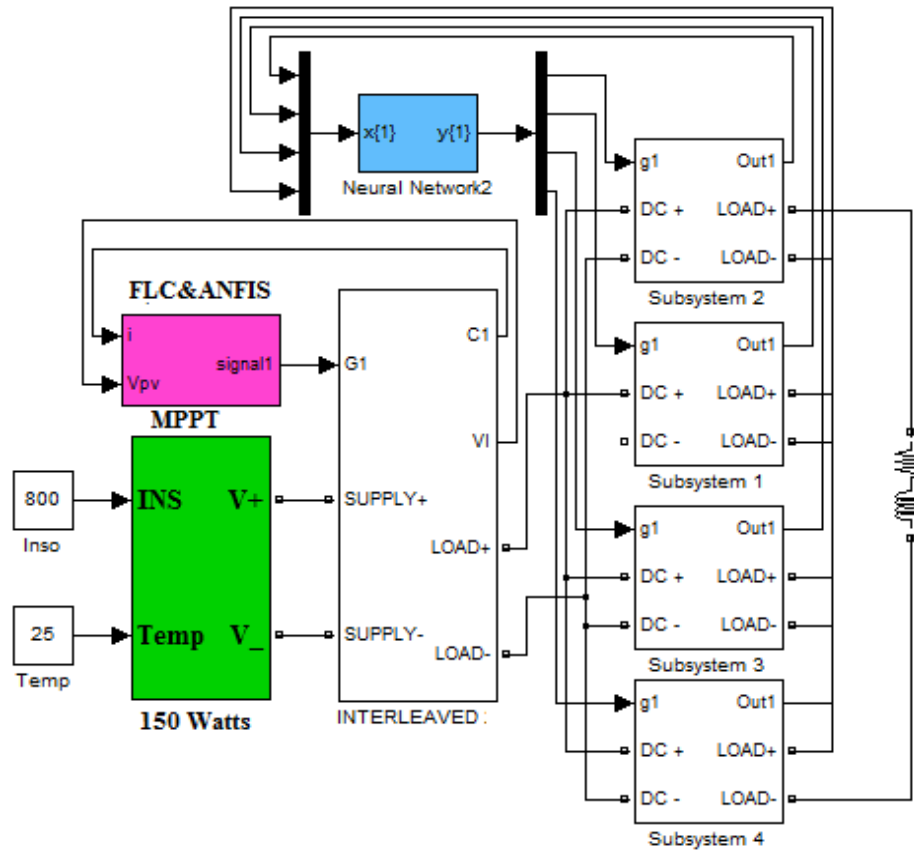 x{1}
y{1}
Neural Network2
g1
Out1
DC +
LOAD+
DC -
LOAD-
Subsystem 2
FLC&ANFIS
i
signal1
Vpv
MPPT
G1
C1
VI
SUPPLY+
LOAD+
SUPPLY-
LOAD-
INTERLEAVED :
g1
Out1
DC +
LOAD+
DC -
LOAD-
Subsystem 1
800
Inso
INS
V+
25
Temp
Temp
V_
150 Watts
g1
Out1
DC +
LOAD+
DC -
LOAD-
Subsystem 3
g1
Out1
DC +
LOAD+
DC -
LOAD-
Subsystem 4